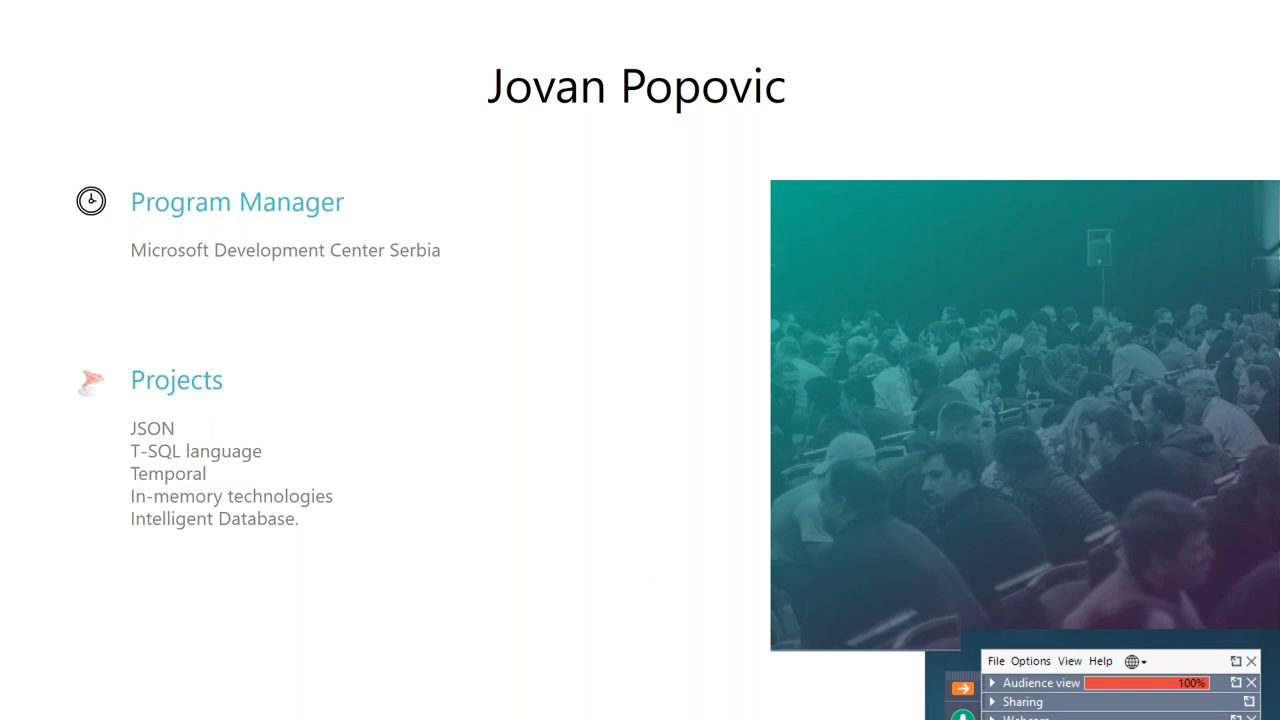 Jovan Popovic
Program Manager
Microsoft Development Center Serbia
Projects
JSON
T-SQL language
Temporal
In-memory technologies
Intelligent Database.
File Options View Help
Audience view 100%
Sharing
Webcam